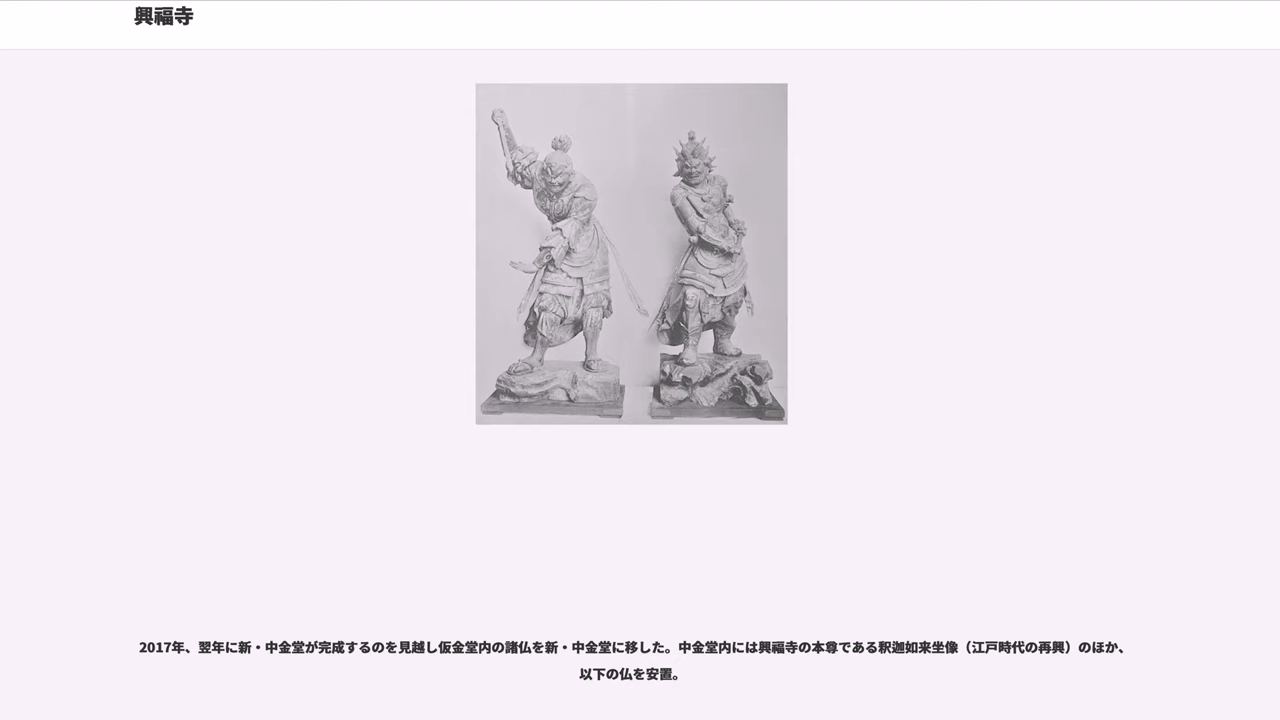 興福寺
2017年、翌年に新・中金堂が完成するのを見越し仮金堂内の諸仏を新・中金堂に移した。中金堂内には興福寺の本尊である釈迦如来坐像（江戸時代の再興）のほか、
以下の仏を安置。